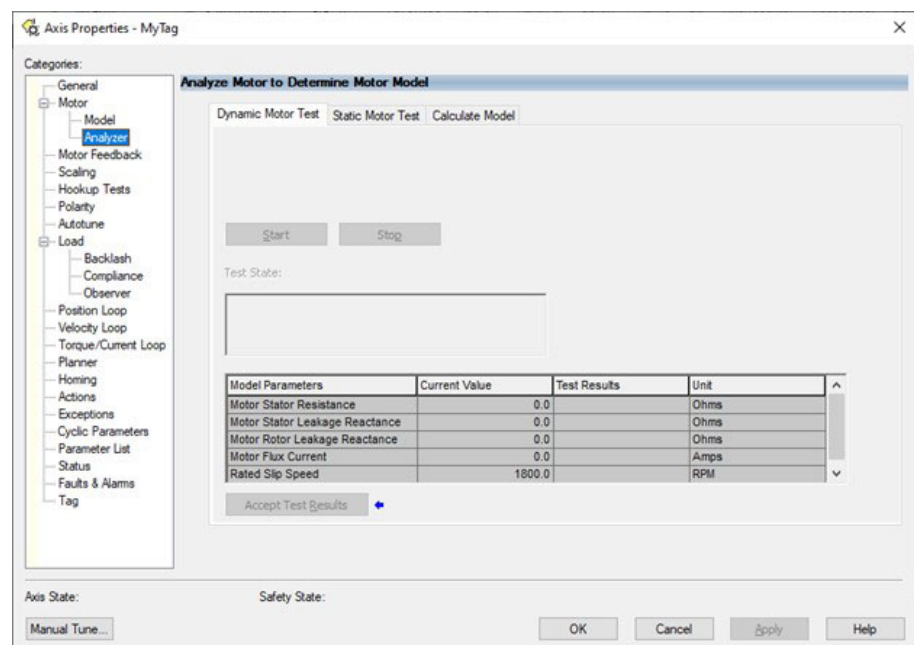 Axis Properties - MyTag
Categories:
General
Motor
Model
Analyzer
Motor Feedback
Scaling
Hookup Tests
Polarity
Autotune
Load
Backlash
Compliance
Observer
Position Loop
Velocity Loop
Torque/Current Loop
Planner
Homing
Actions
Exceptions
Cyclic Parameters
Parameter List
Status
Faults & Alarms
Tag
Analyze Motor to Determine Motor Model
Dynamic Motor Test Static Motor Test Calculate Model
Start Stop
Test State:
Model Parameters Current Value Test Results Unit
Motor Stator Resistance 0.0 Ohms
Motor Stator Leakage Reactance 0.0 Ohms
Motor Rotor Leakage Reactance 0.0 Ohms
Motor Flux Current 0.0 Amps
Rated Slip Speed 1800.0 RPM
Accept Test Results
Axis State: Safety State:
Manual Tune... OK Cancel Apply Help